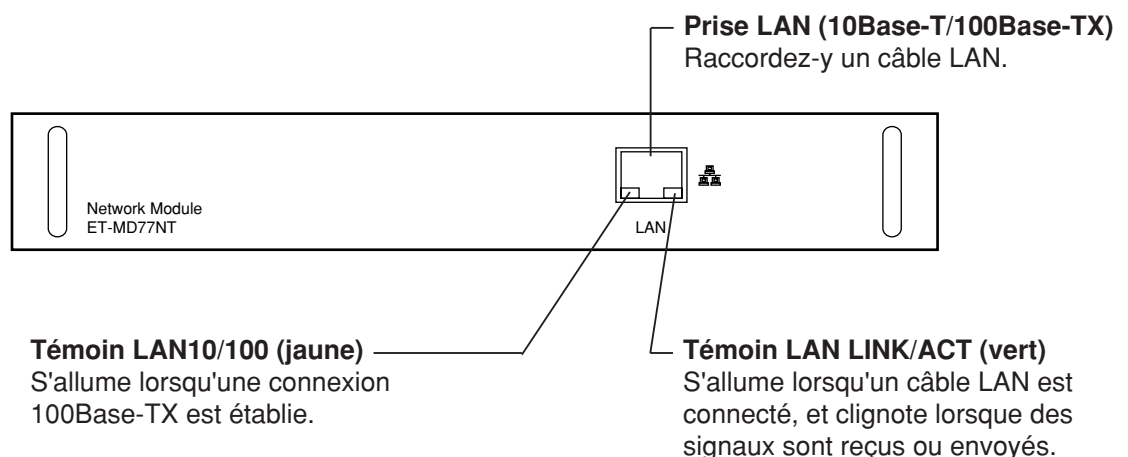 Prise LAN (10Base-T/100Base-TX)
Raccordez-y un câble LAN.
Network Module
ET-MD77NT
LAN
Témoin LAN10/100 (jaune)
S'allume lorsqu'une connexion
100Base-TX est établie.
Témoin LAN LINK/ACT (vert)
S'allume lorsqu'un câble LAN est
connecté, et clignote lorsque des
signaux sont reçus ou envoyés.